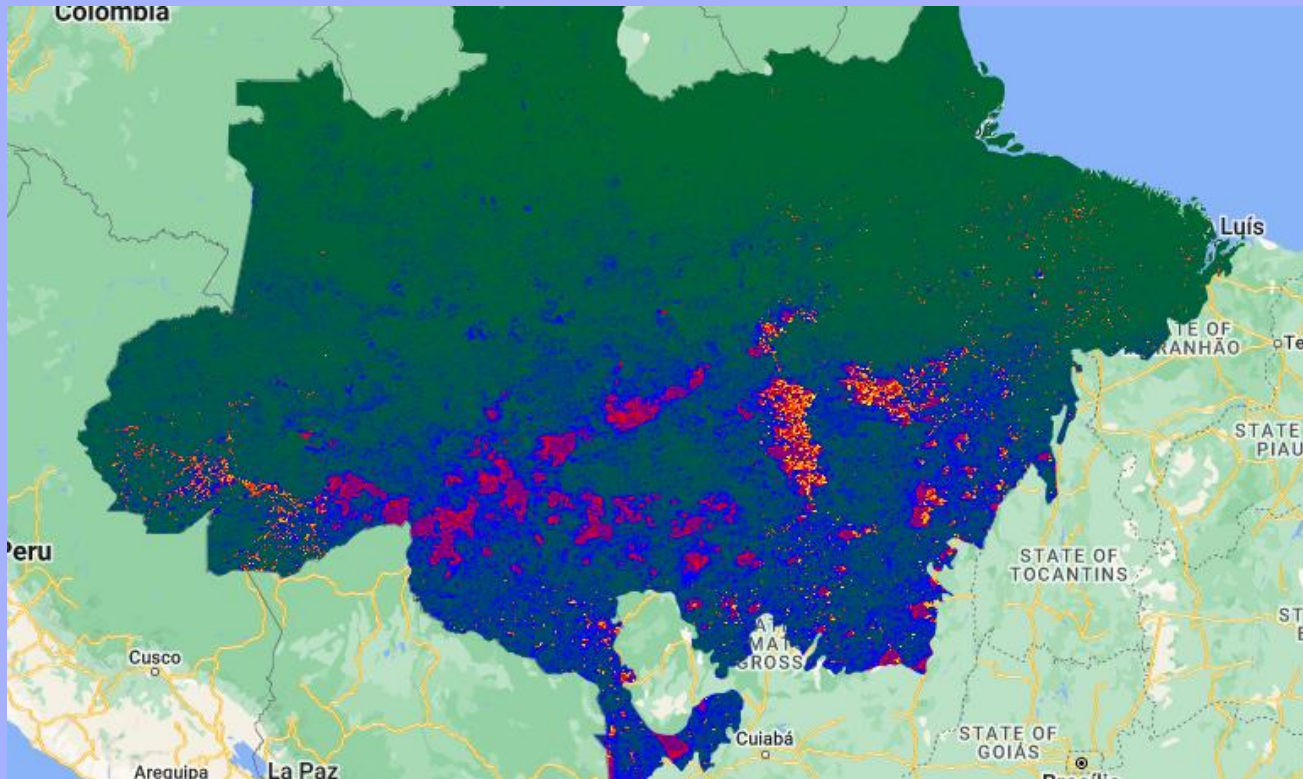 Colombia
Luís
TE OF
RANHÃO
Te
STATE
PIAU
Peru
STATE OF
TOCANTINS
ST
MAT
GROSS
Cusco
STATE OF
GOIÁS
Cuiabá
Arequipa
La Paz